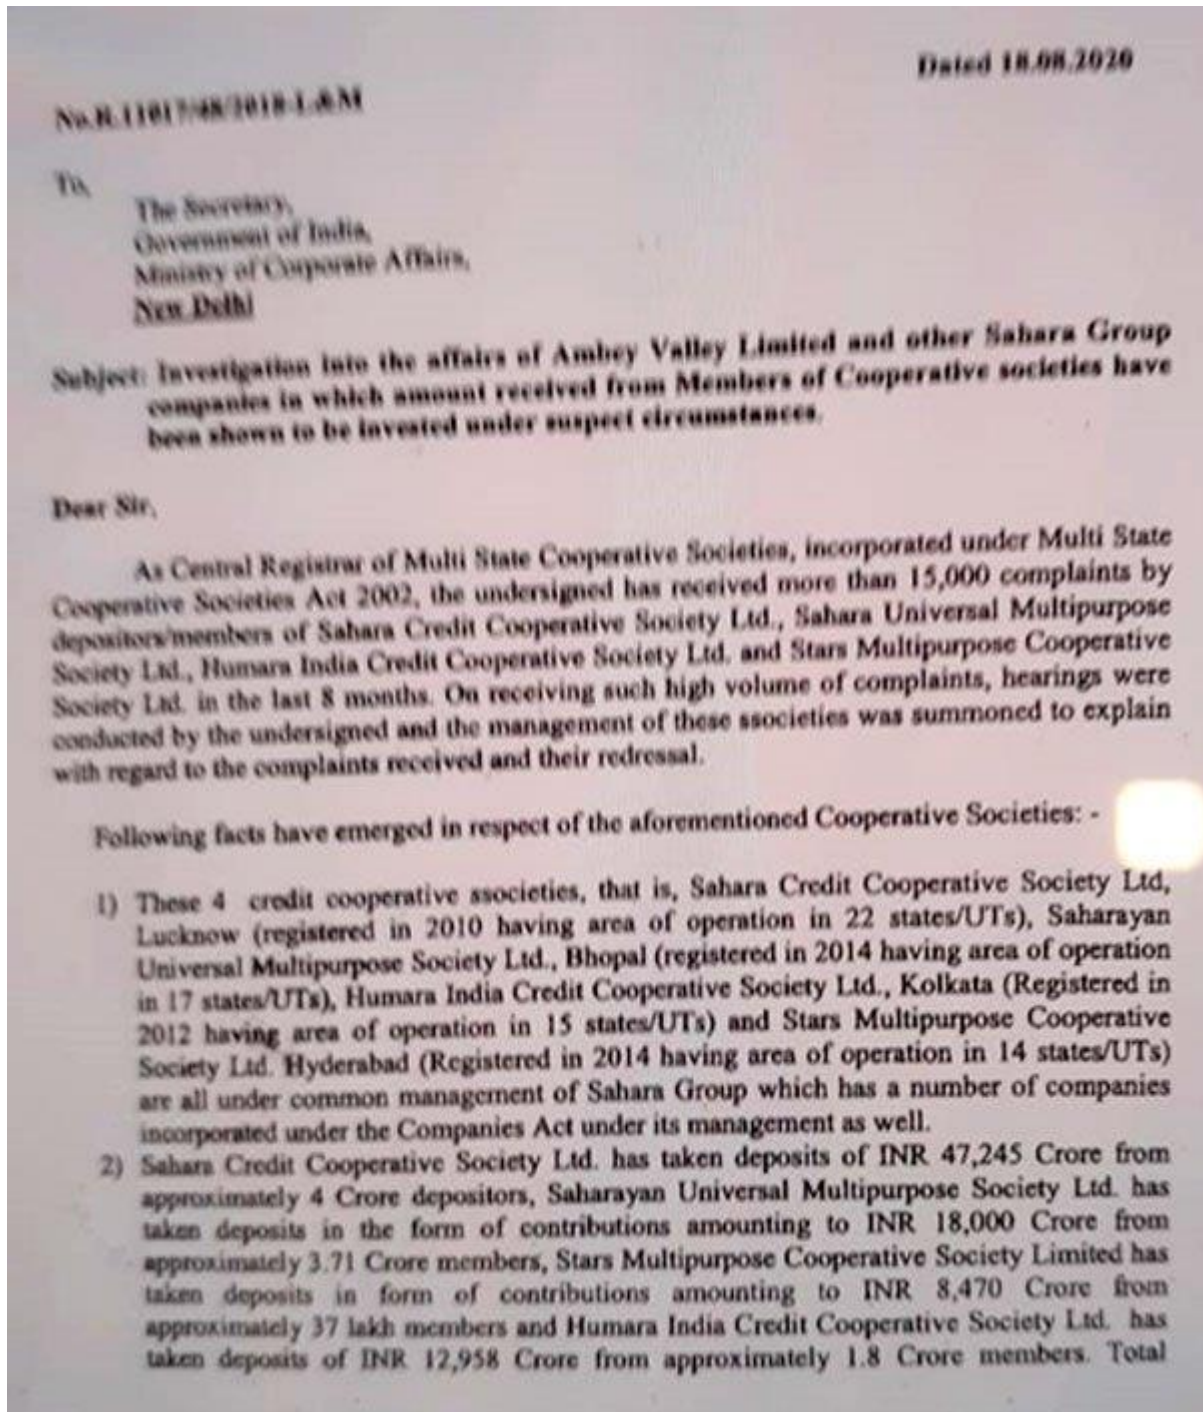 Dated 18.08.2020
No.R.11017/48/2018-L&M
To,
The Secretary,
Government of India,
Ministry of Corporate Affairs,
New Delhi
Subject: Investigation into the affairs of Ambey Valley Limited and other Sahara Group
companies in which amount received from Members of Cooperative societies have
been shown to be invested under suspect circumstances.
Dear Sir,
As Central Registrar of Multi State Cooperative Societies, incorporated under Multi State
Cooperative Societies Act 2002, the undersigned has received more than 15,000 complaints by
depositors/members of Sahara Credit Cooperative Society Ltd., Sahara Universal Multipurpose
Society Ltd., Humara India Credit Cooperative Society Ltd. and Stars Multipurpose Cooperative
Society Ltd. in the last 8 months. On receiving such high volume of complaints, hearings were
conducted by the undersigned and the management of these ssocieties was summoned to explain
with regard to the complaints received and their redressal.
Following facts have emerged in respect of the aforementioned Cooperative Societies: -
1) These 4 credit cooperative ssocieties, that is, Sahara Credit Cooperative Society Ltd,
Lucknow (registered in 2010 having area of operation in 22 states/UTs), Saharayan
Universal Multipurpose Society Ltd., Bhopal (registered in 2014 having area of operation
in 17 states/UTs), Humara India Credit Cooperative Society Ltd., Kolkata (Registered in
2012 having area of operation in 15 states/UTs) and Stars Multipurpose Cooperative
Society Ltd. Hyderabad (Registered in 2014 having area of operation in 14 states/UTs)
are all under common management of Sahara Group which has a number of companies
incorporated under the Companies Act under its management as well.
2) Sahara Credit Cooperative Society Ltd. has taken deposits of INR 47,245 Crore from
approximately 4 Crore depositors, Saharayan Universal Multipurpose Society Ltd. has
taken deposits in the form of contributions amounting to INR 18,000 Crore from
approximately 3.71 Crore members, Stars Multipurpose Cooperative Society Limited has
taken deposits in form of contributions amounting to INR 8,470 Crore from
approximately 37 lakh members and Humara India Credit Cooperative Society Ltd. has
taken deposits of INR 12,958 Crore from approximately 1.8 Crore members. Total